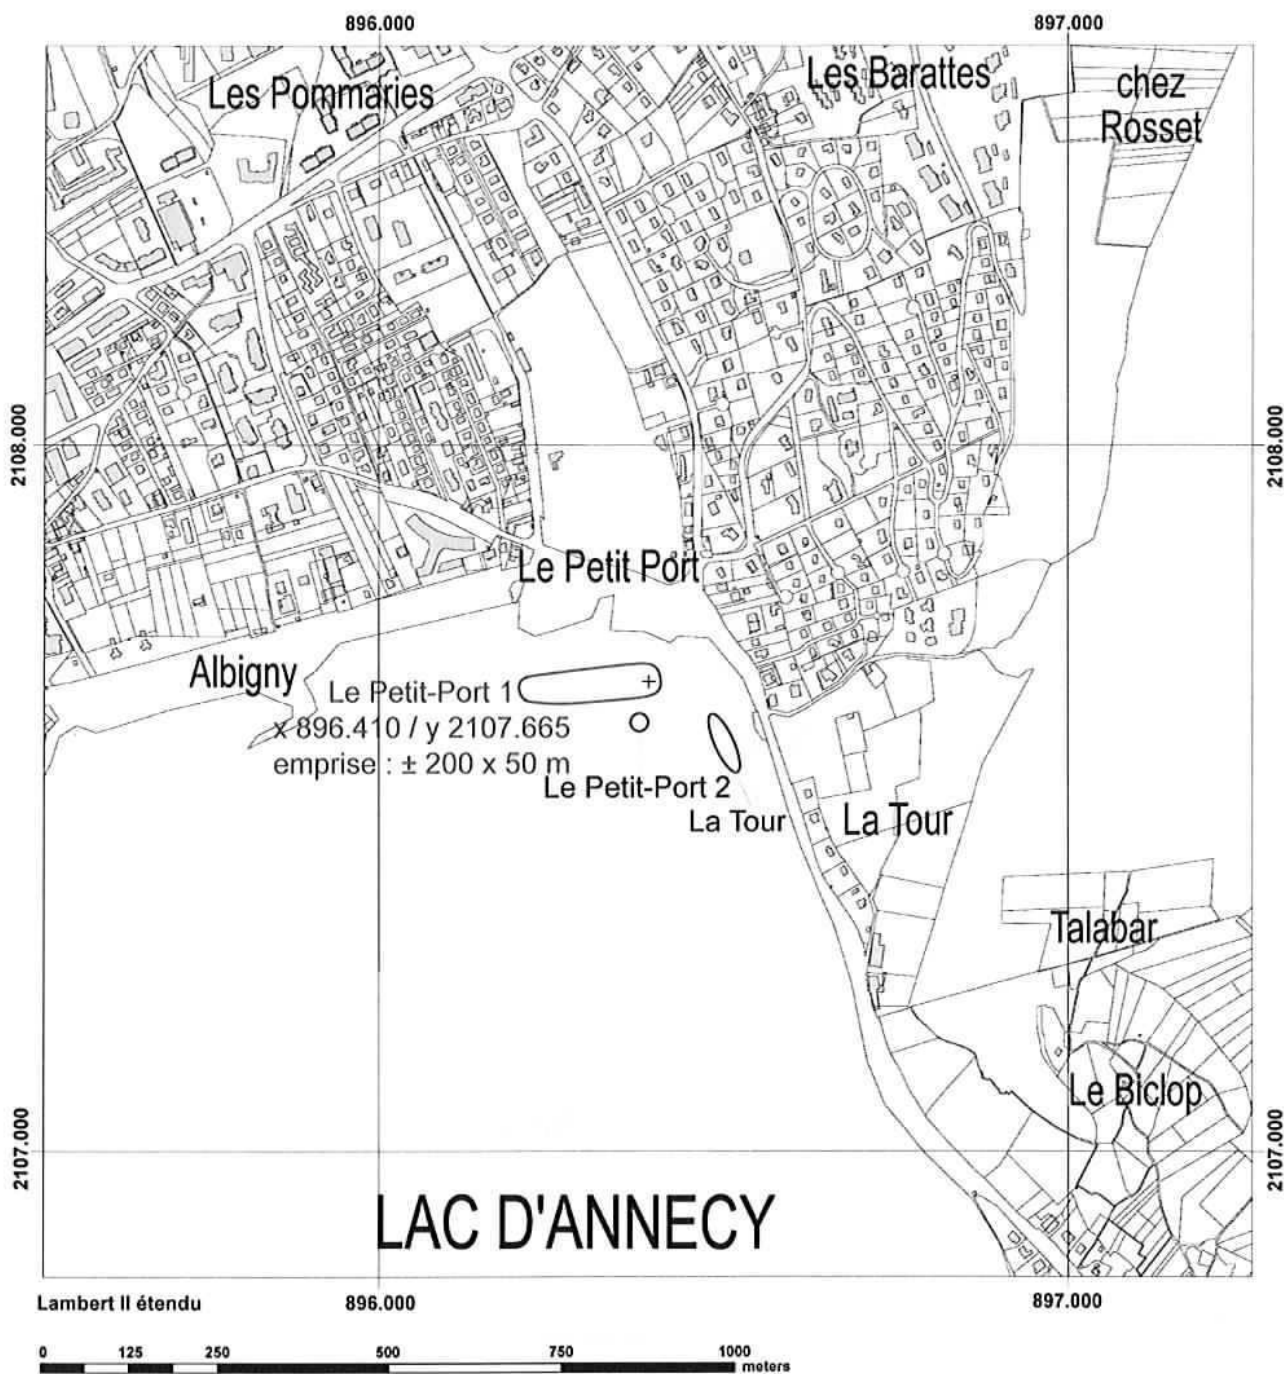 896.000
897.000
Les Pommaries
Les Barattes
chez
Rosset
2108.000
2108.000
Le Petit Port
Albigny
Le Petit-Port 1
x 896.410 / y 2107.665
emprise : ± 200 x 50 m
Le Petit-Port 2
La Tour
La Tour
Talabar
Le Biclop
2107.000
2107.000
LAC D'ANNECY
Lambert II étendu
896.000
897.000
0 125 250 500 750 1000
meters